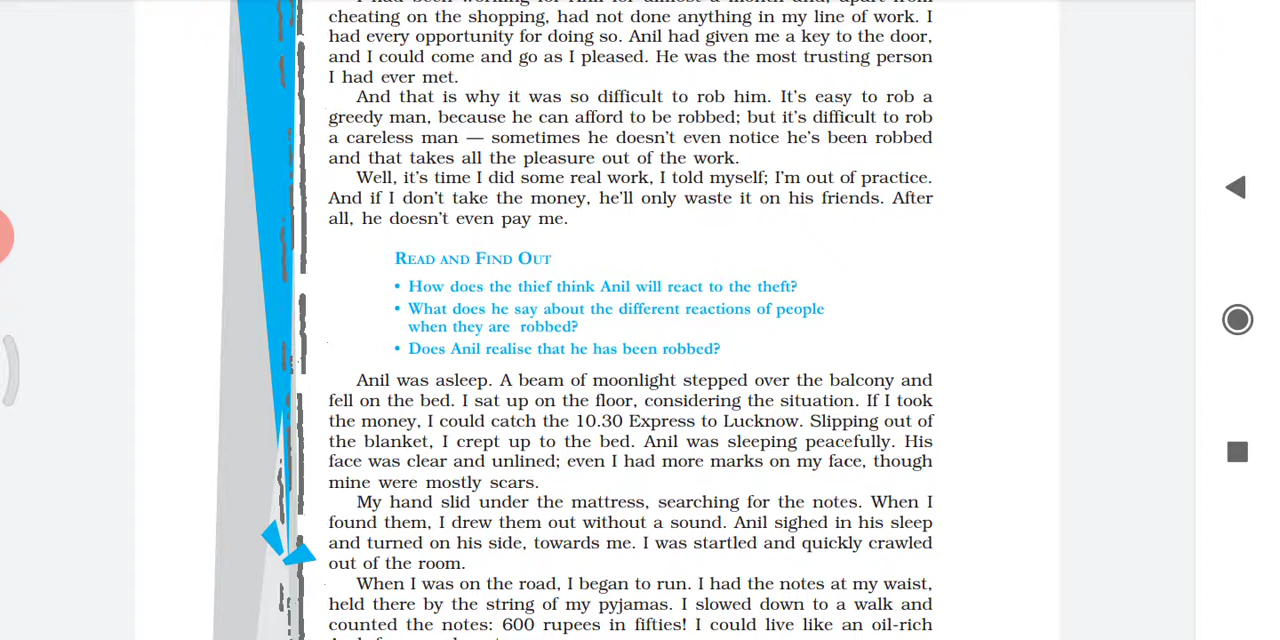 cheating on the shopping, had not done anything in my line of work. I
had every opportunity for doing so. Anil had given me a key to the door,
and I could come and go as I pleased. He was the most trusting person
I had ever met.
And that is why it was so difficult to rob him. It's easy to rob a
greedy man, because he can afford to be robbed; but it's difficult to rob
a careless man — sometimes he doesn't even notice he's been robbed
and that takes all the pleasure out of the work.
Well, it's time I did some real work, I told myself; I'm out of practice.
And if I don't take the money, he'll only waste it on his friends. After
all, he doesn't even pay me.
READ AND FIND OUT
• How does the thief think Anil will react to the theft?
• What does he say about the different reactions of people
when they are robbed?
• Does Anil realise that he has been robbed?
Anil was asleep. A beam of moonlight stepped over the balcony and
fell on the bed. I sat up on the floor, considering the situation. If I took
the money, I could catch the 10.30 Express to Lucknow. Slipping out of
the blanket, I crept up to the bed. Anil was sleeping peacefully. His
face was clear and unlined; even I had more marks on my face, though
mine were mostly scars.
My hand slid under the mattress, searching for the notes. When I
found them, I drew them out without a sound. Anil sighed in his sleep
and turned on his side, towards me. I was startled and quickly crawled
out of the room.
When I was on the road, I began to run. I had the notes at my waist,
held there by the string of my pyjamas. I slowed down to a walk and
counted the notes: 600 rupees in fifties! I could live like an oil-rich